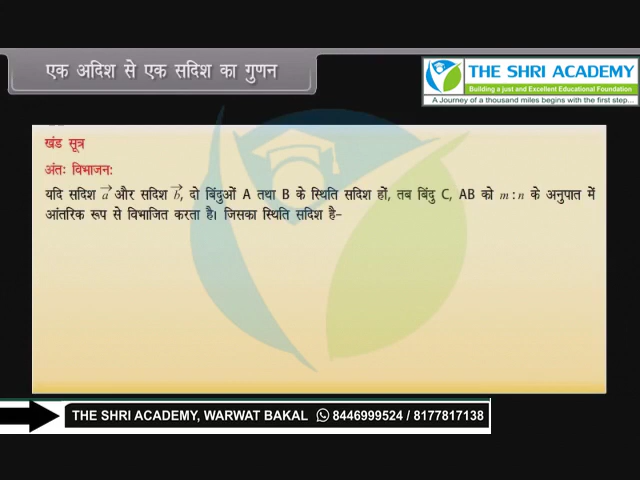 एक अदिश से एक सदिश का गुणन
THE SHRI ACADEMY
Building a just and Excellent Educational Foundation
A Journey of a thousand miles begins with the first step...
खंड सूत्र
अंतः विभाजनः
यदि सदिश a⃗ और सदिश b⃗, दो बिंदुओं A तथा B के स्थिति सदिश हों, तब बिंदु C, AB को m : n के अनुपात में
आंतरिक रूप से विभाजित करता है। जिसका स्थिति सदिश है–
THE SHRI ACADEMY, WARWAT BAKAL 8446999524 / 8177817138